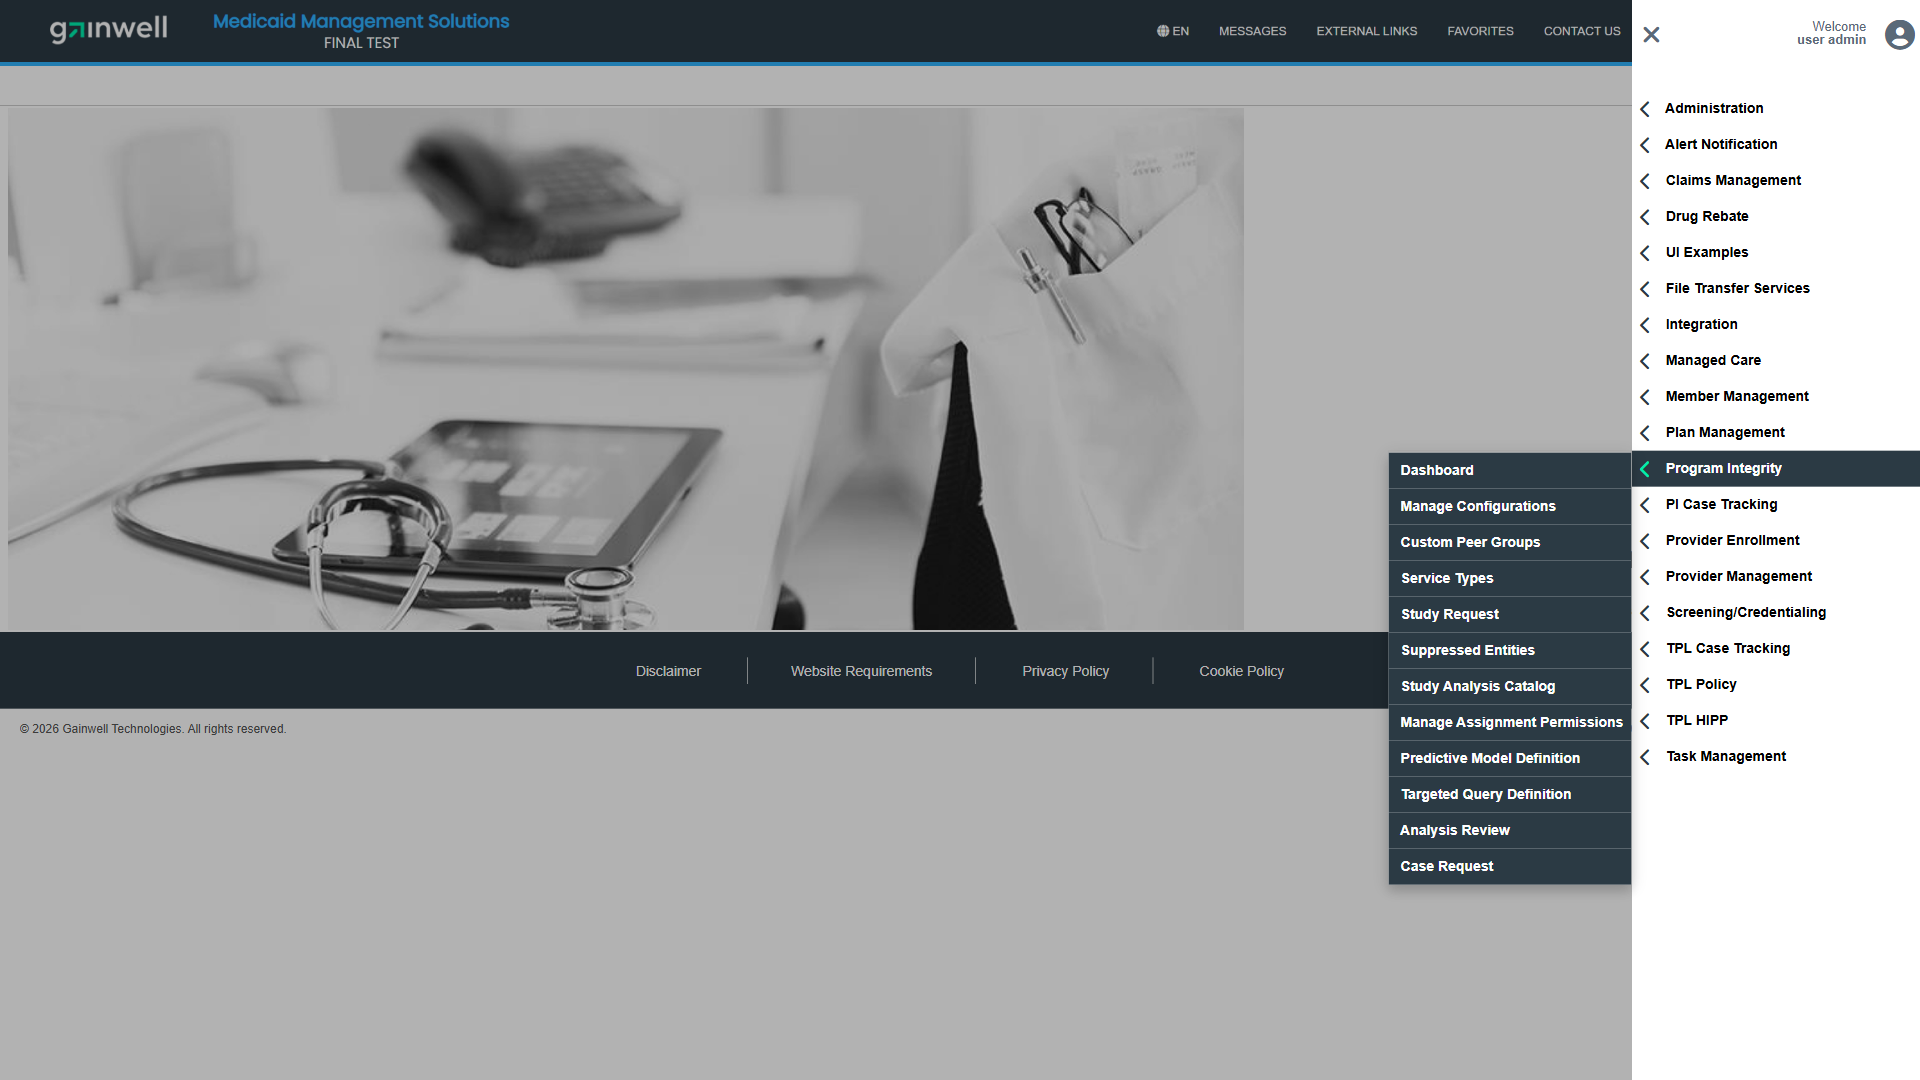 gainwell
Medicaid Management Solutions
FINAL TEST
EN
MESSAGES
EXTERNAL LINKS
FAVORITES
CONTACT US
Welcome
user admin
Administration
Alert Notification
Claims Management
Drug Rebate
UI Examples
File Transfer Services
Integration
Managed Care
Member Management
Plan Management
Program Integrity
PI Case Tracking
Provider Enrollment
Provider Management
Screening/Credentialing
TPL Case Tracking
TPL Policy
TPL HIPP
Task Management
Dashboard
Manage Configurations
Custom Peer Groups
Service Types
Study Request
Suppressed Entities
Study Analysis Catalog
Manage Assignment Permissions
Predictive Model Definition
Targeted Query Definition
Analysis Review
Case Request
Disclaimer
Website Requirements
Privacy Policy
Cookie Policy
© 2026 Gainwell Technologies. All rights reserved.